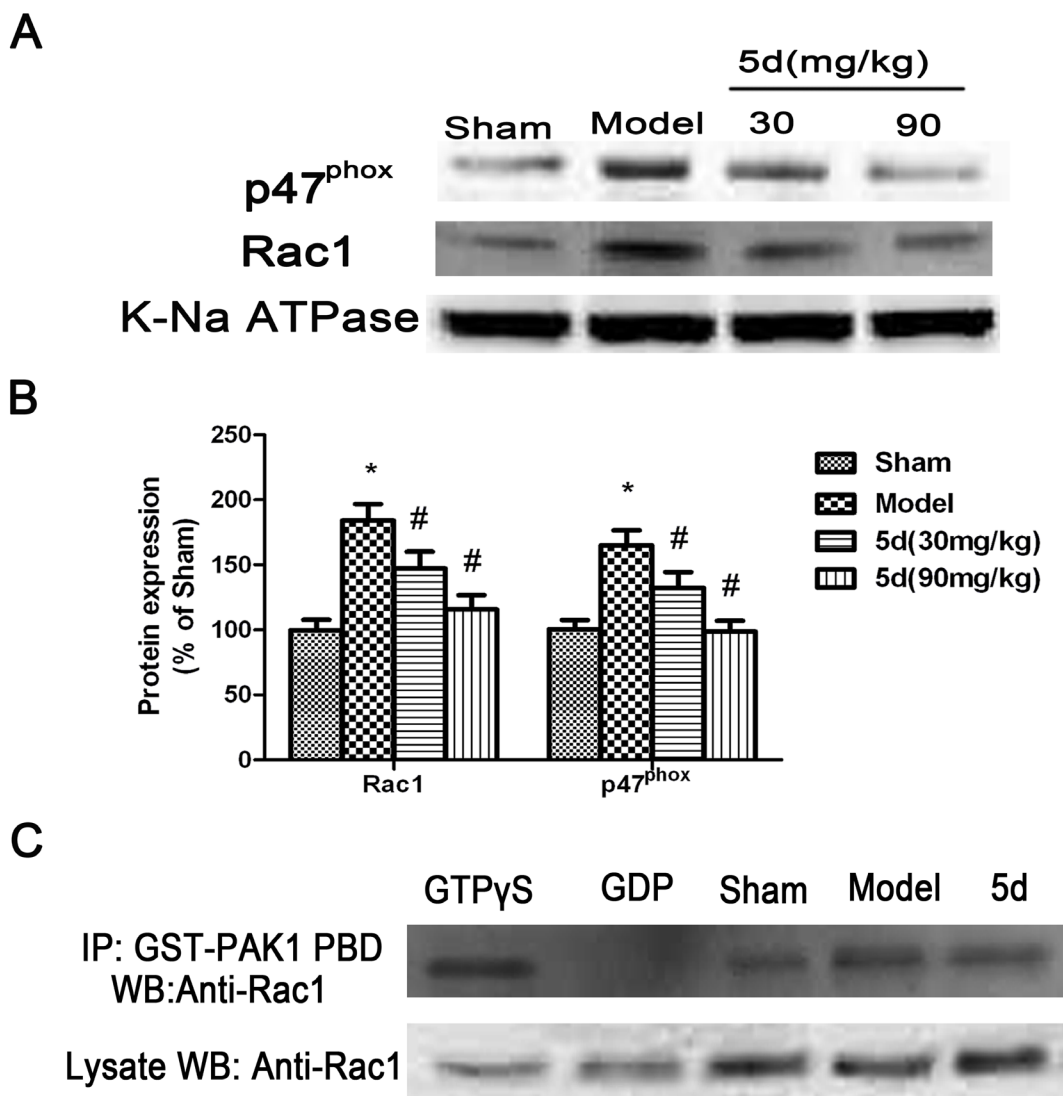 A
5d(mg/kg)
Sham Model 30 90
p47phox
Rac1
K-Na ATPase
B
250
200
150
100
50
0
Protein expression
(% of Sham)
*
#
#
*
#
#
Rac1 p47phox
Sham
Model
5d(30mg/kg)
5d(90mg/kg)
C
GTPγS GDP Sham Model 5d
IP: GST-PAK1 PBD
WB:Anti-Rac1
Lysate WB: Anti-Rac1